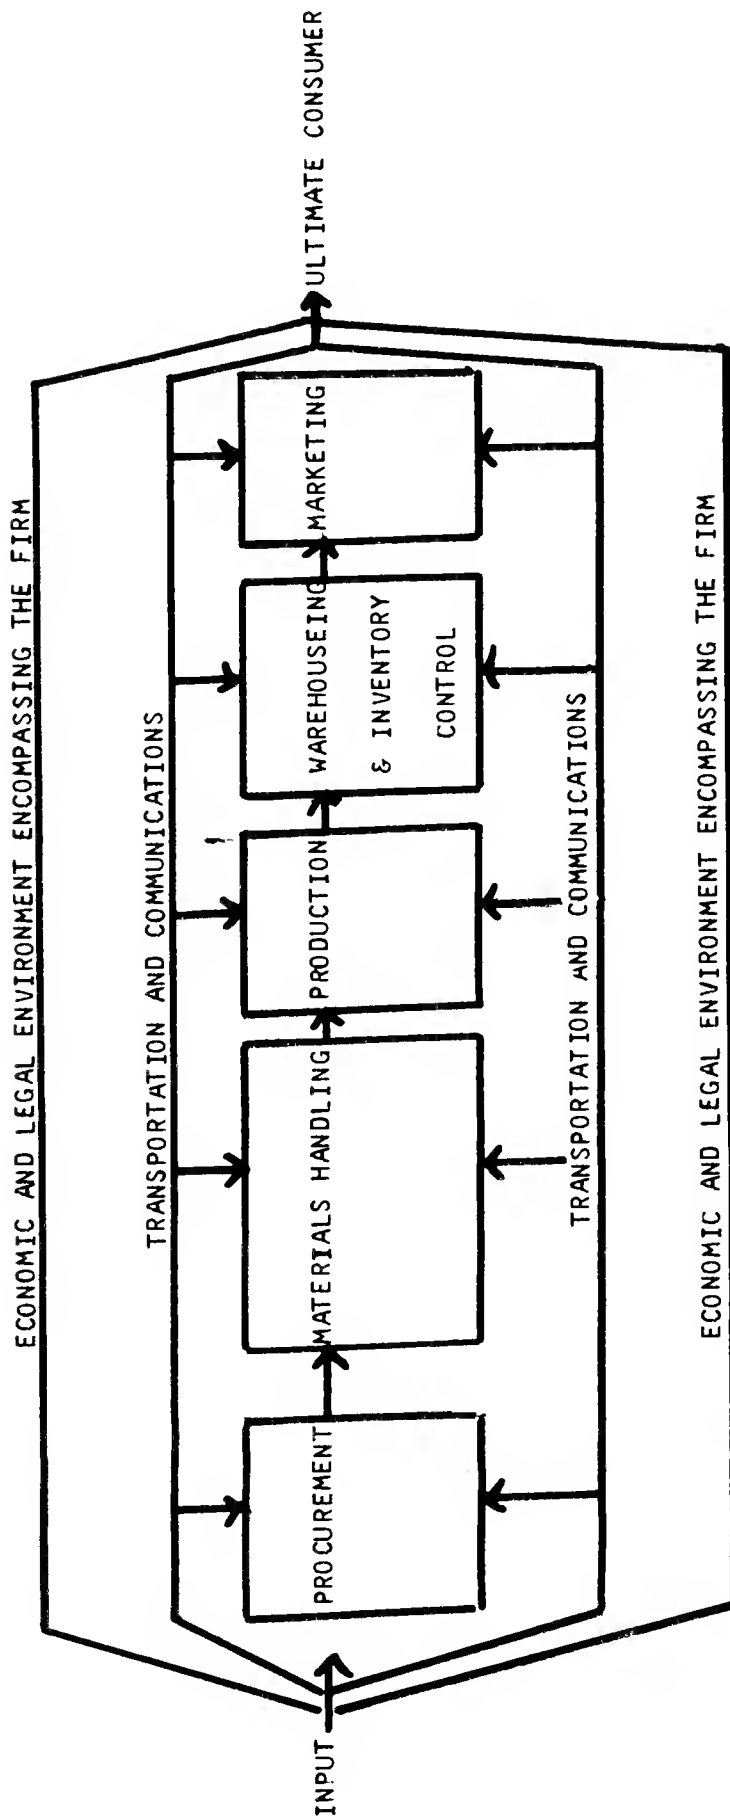 ECONOMIC AND LEGAL ENVIRONMENT ENCOMPASSING THE FIRM
TRANSPORTATION AND COMMUNICATIONS
INPUT
PROCUREMENT
MATERIALS HANDLING
PRODUCTION
WAREHOUSEING
& INVENTORY
CONTROL
MARKETING
ULTIMATE CONSUMER
TRANSPORTATION AND COMMUNICATIONS
ECONOMIC AND LEGAL ENVIRONMENT ENCOMPASSING THE FIRM